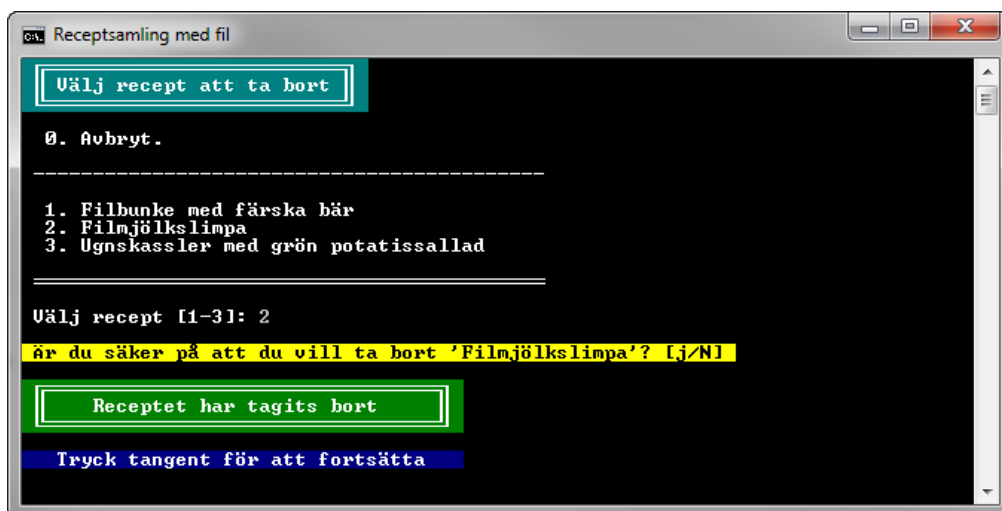 Receptsamling med fil
Välj recept att ta bort
0. Avbryt.
1. Filbunke med färska bär
2. Filmjölkslimpa
3. Ugnskassler med grön potatissallad
Välj recept [1-3]: 2
Är du säker på att du vill ta bort 'Filmjölkslimpa'? [j/N]
Receptet har tagits bort
Tryck tangent för att fortsätta